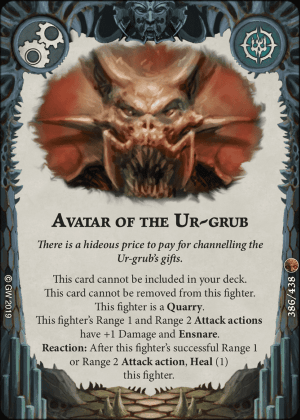 AVATAR OF THE UR-GRUB
There is a hideous price to pay for channelling the
Ur-grub's gifts.
This card cannot be included in your deck.
This card cannot be removed from this fighter.
This fighter is a Quarry.
This fighter's Range 1 and Range 2 Attack actions
have +1 Damage and Ensnare.
Reaction: After this fighter's successful Range 1
or Range 2 Attack action, Heal (1)
this fighter.
© GW 2019
386/438